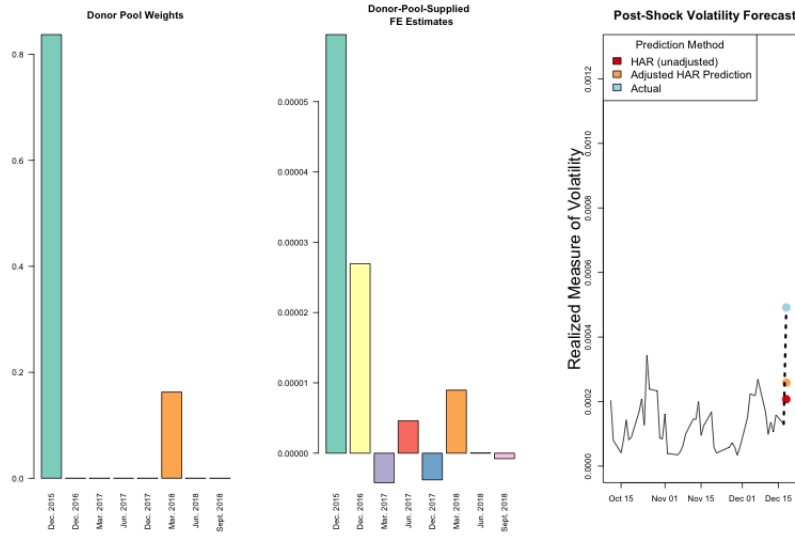 Donor Pool Weights
0.8
0.6
0.4
0.2
0.0
Dec. 2015
Dec. 2016
Mar. 2017
Jun. 2017
Dec. 2017
Mar. 2018
Jun. 2018
Sept. 2018
Donor-Pool-Supplied
FE Estimates
0.00005
0.00004
0.00003
0.00002
0.00001
0.00000
Dec. 2015
Dec. 2016
Mar. 2017
Jun. 2017
Dec. 2017
Mar. 2018
Jun. 2018
Sept. 2018
Post-Shock Volatility Forecast
Prediction Method
HAR (unadjusted)
Adjusted HAR Prediction
Actual
Realized Measure of Volatility
0.0012
0.0010
0.0008
0.0006
0.0004
0.0002
0.0000
Oct 15
Nov 01
Nov 15
Dec 01
Dec 15